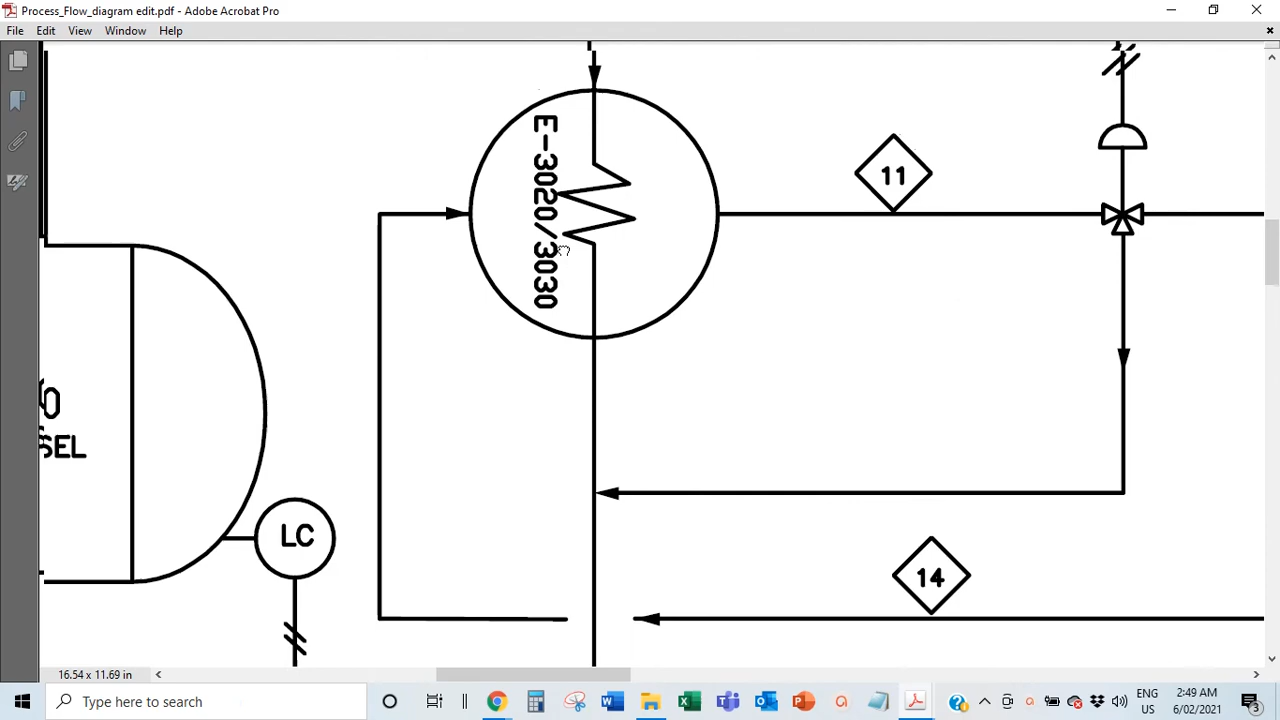 Process_Flow_diagram edit.pdf - Adobe Acrobat Pro
File Edit View Window Help
E-3020/3030
11
SEL
LC
14
16.54 x 11.69 in
Type here to search
ENG
US
2:49 AM
6/02/2021
3